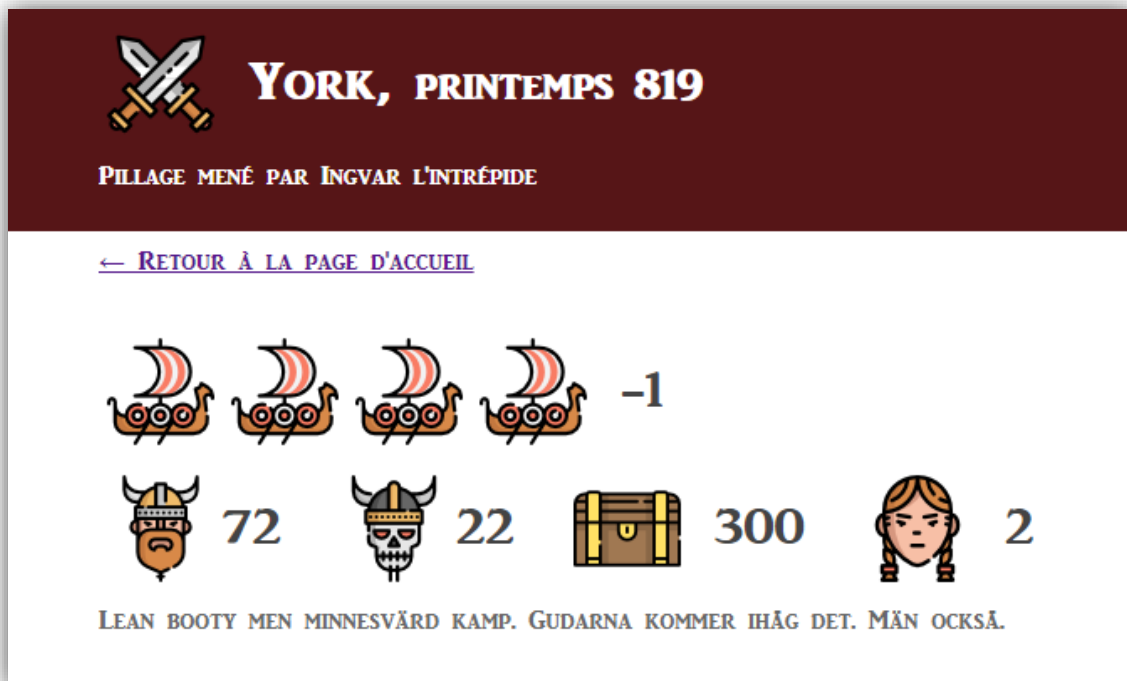 York, printemps 819
Pillage mené par Ingvar l'intrépide
← Retour à la page d'accueil
-1
72 22 300 2
Lean booty men minnesvärd kamp. Gudarna kommer ihåg det. Män också.